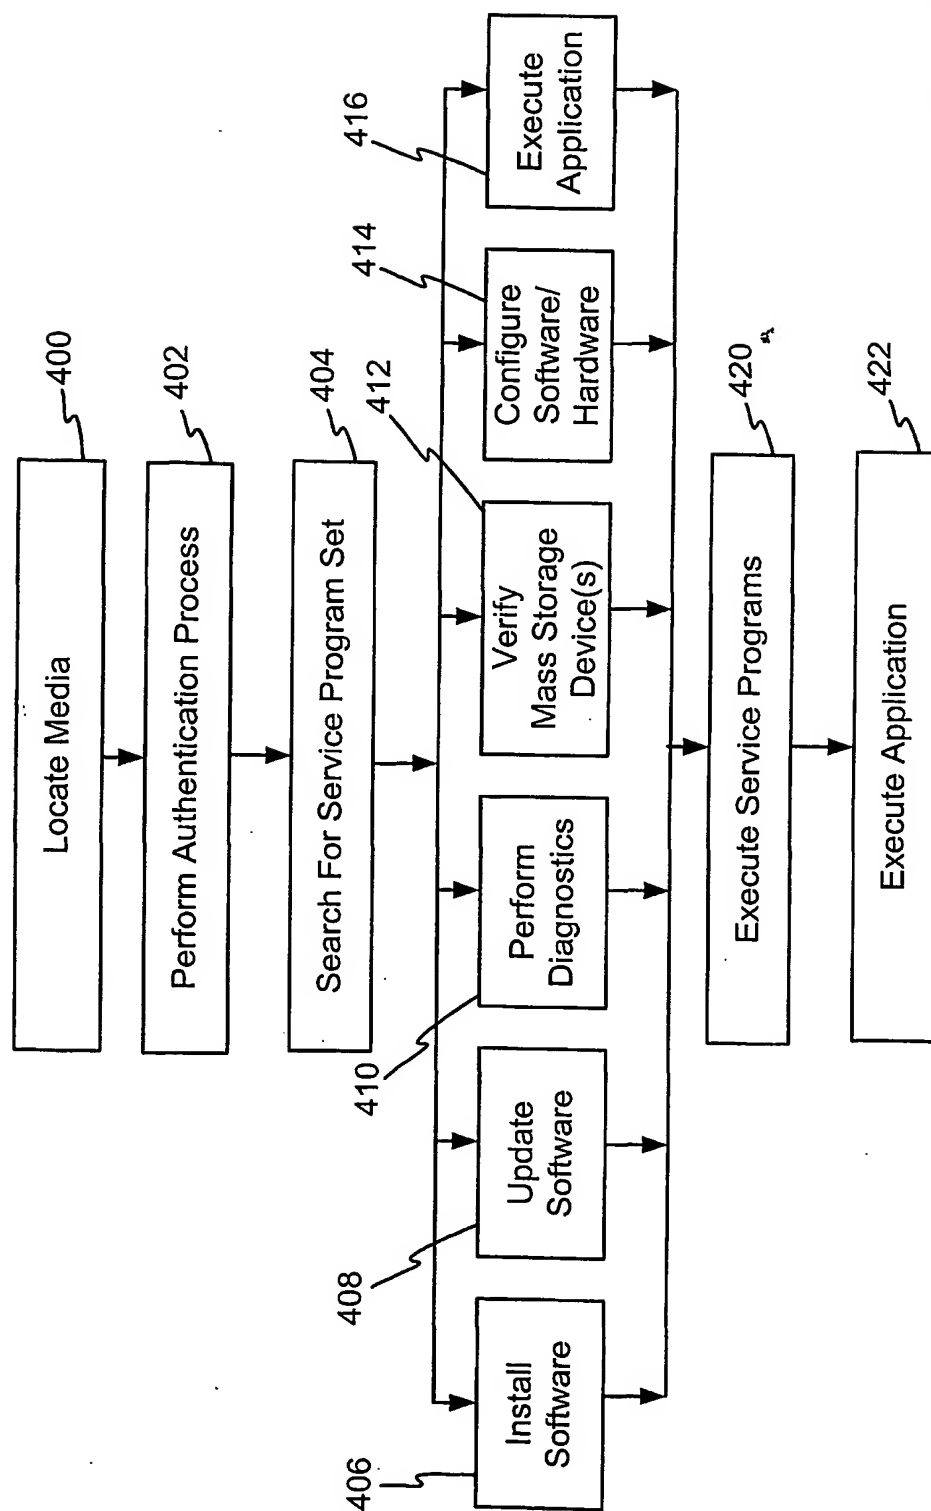 Locate Media
400
Perform Authentication Process
402
Search For Service Program Set
404
406
Install
Software
408
Update
Software
410
Perform
Diagnostics
412
Verify
Mass Storage
Device(s)
414
Configure
Software/
Hardware
416
Execute
Application
Execute Service Programs
420
Execute Application
422